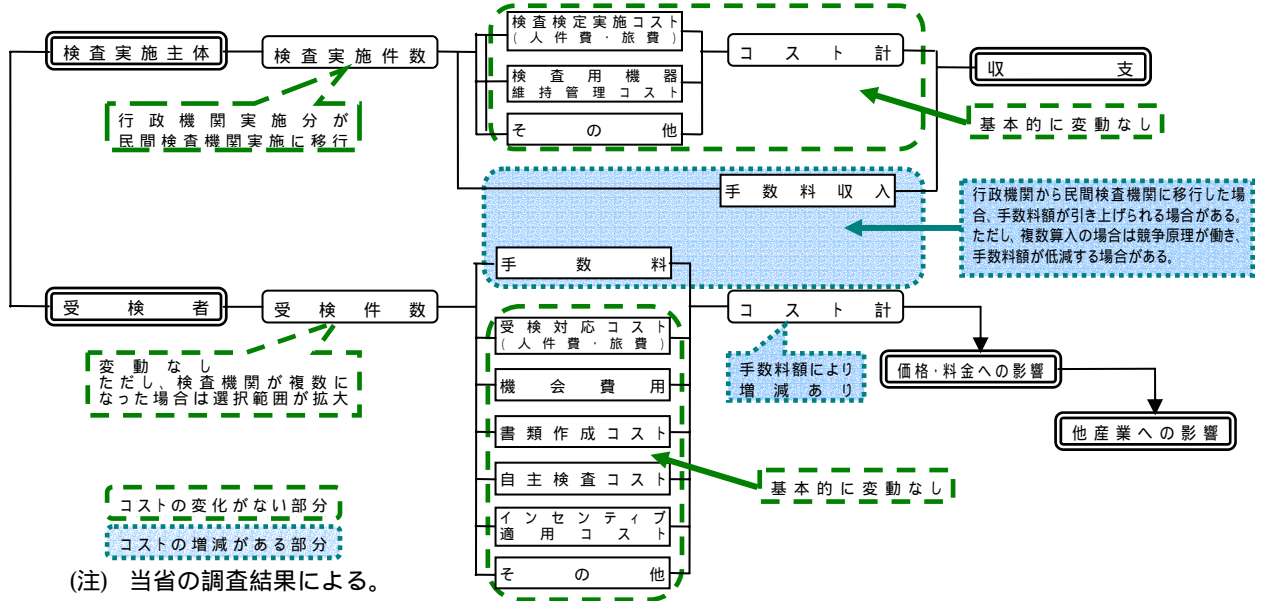 検査実施主体
検査実施件数
行政機関実施分が
民間検査機関実施に移行
検査検定実施コスト
(人件費・旅費)
検査用機器
維持管理コスト
その他
コスト計
収支
基本的に変動なし
手数料収入
行政機関から民間検査機関に移行した場
合、手数料額が引き上げられる場合がある。
ただし、複数算入の場合は競争原理が働き、
手数料額が低減する場合がある。
手数料
受検者
受検件数
変動なし
ただし、検査機関が複数に
なった場合は選択範囲が拡大
受検対応コスト
(人件費・旅費)
機会費用
書類作成コスト
自主検査コスト
インセンティブ
適用コスト
その他
コスト計
手数料額により
増減あり
価格・料金への影響
他産業への影響
基本的に変動なし
コストの変化がない部分
コストの増減がある部分
(注) 当省の調査結果による。